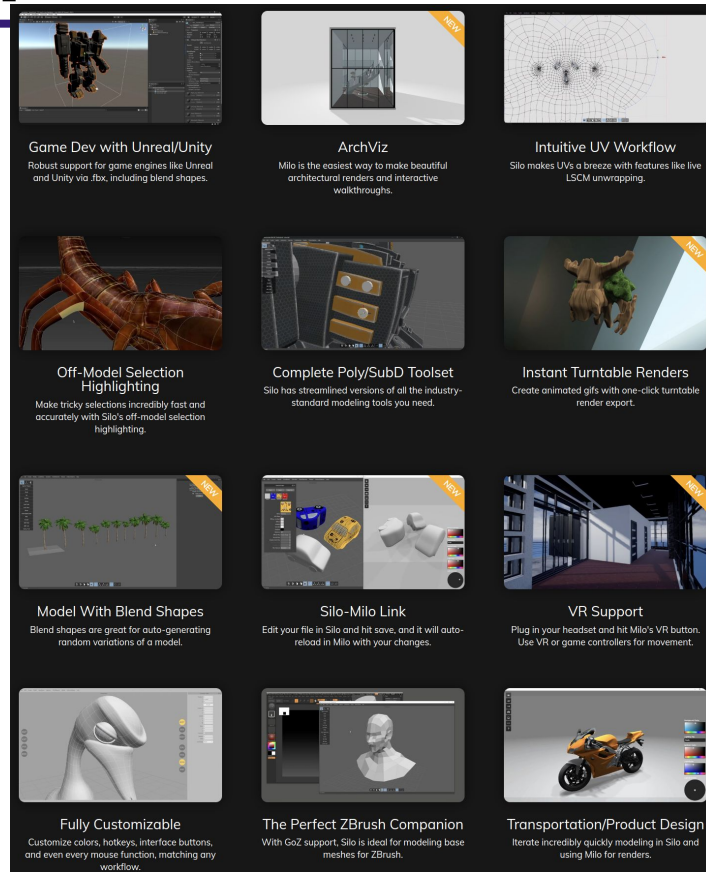 Game Dev with Unreal/Unity
Robust support for game engines like Unreal
and Unity via .fbx, including blend shapes.
NEW
ArchViz
Milo is the easiest way to make beautiful
architectural renders and interactive
walkthroughs.
Intuitive UV Workflow
Silo makes UVs a breeze with features like live
LSCM unwrapping.
Off-Model Selection
Highlighting
Make tricky selections incredibly fast and
accurately with Silo's off-model selection
highlighting.
Complete Poly/SubD Toolset
Silo has streamlined versions of all the industry-
standard modeling tools you need.
NEW
Instant Turntable Renders
Create animated gifs with one-click turntable
render export.
NEW
Model With Blend Shapes
Blend shapes are great for auto-generating
random variations of a model.
NEW
Silo-Milo Link
Edit your file in Silo and hit save, and it will auto-
reload in Milo with your changes.
NEW
VR Support
Plug in your headset and hit Milo's VR button.
Use VR or game controllers for movement.
Fully Customizable
Customize colors, hotkeys, interface buttons,
and even every mouse function, matching any
workflow.
The Perfect ZBrush Companion
With GoZ support, Silo is ideal for modeling base
meshes for ZBrush.
Transportation/Product Design
Iterate incredibly quickly modeling in Silo and
using Milo for renders.